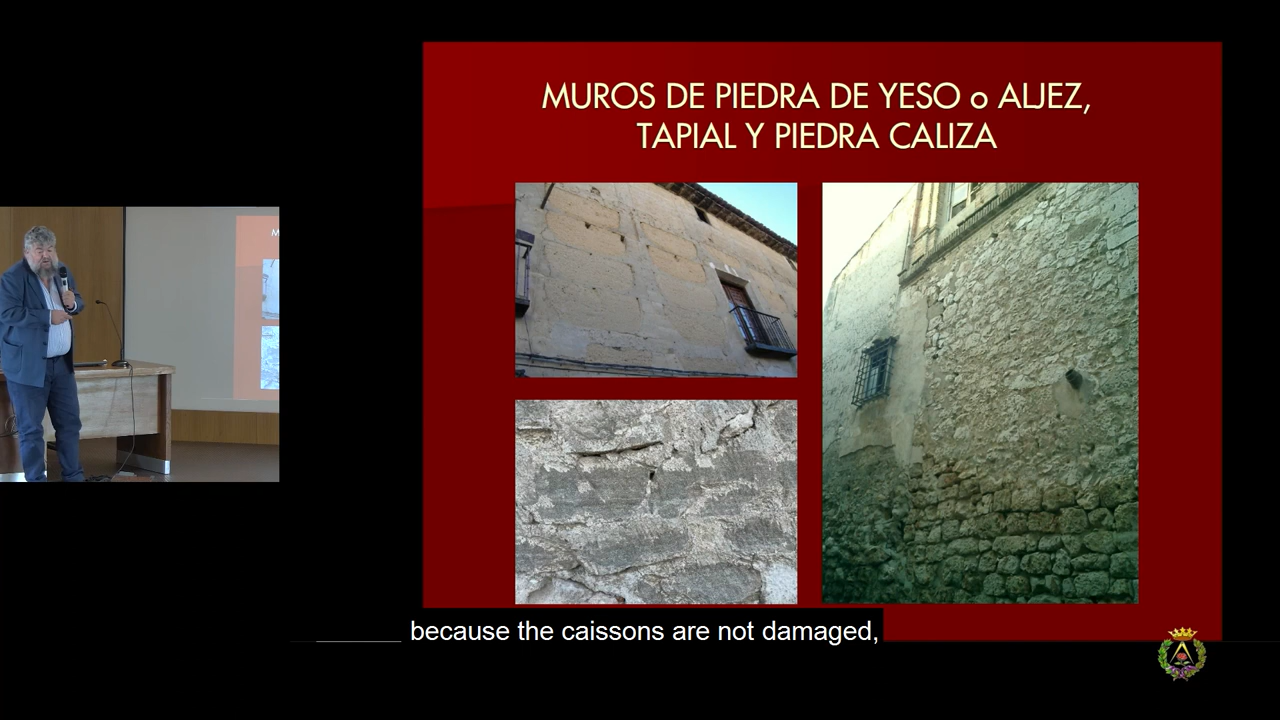 MUROS DE PIEDRA DE YESO o ALJEZ,
TAPIAL Y PIEDRA CALIZA
because the caissons are not damaged,